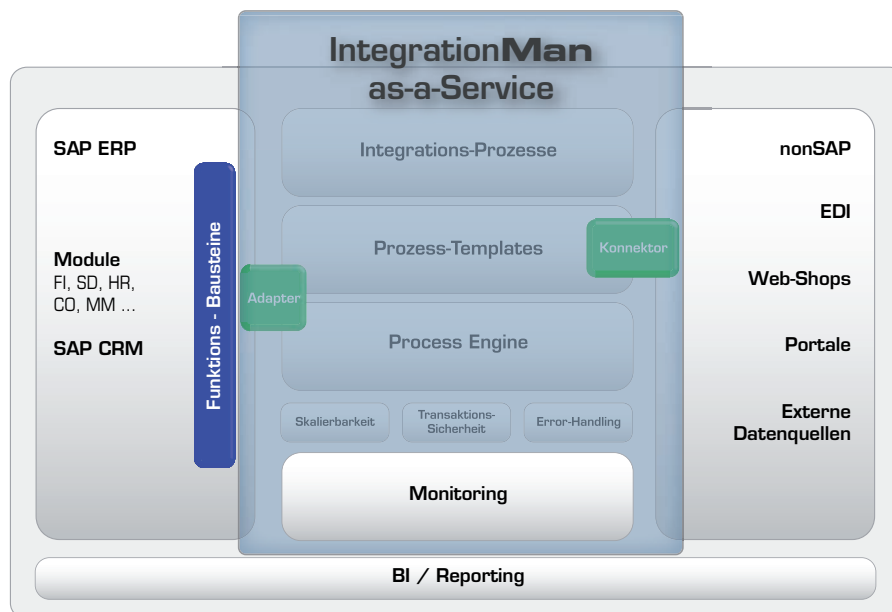 IntegrationMan
as-a-Service
SAP ERP
Module
FI, SD, HR,
CO, MM ...
SAP CRM
Funktions - Bausteine
Adapter
Integrations-Prozesse
Prozess-Templates
Process Engine
Skalierbarkeit
Transaktions-
Sicherheit
Error-Handling
Monitoring
Konnektor
nonSAP
EDI
Web-Shops
Portale
Externe
Datenquellen
BI / Reporting